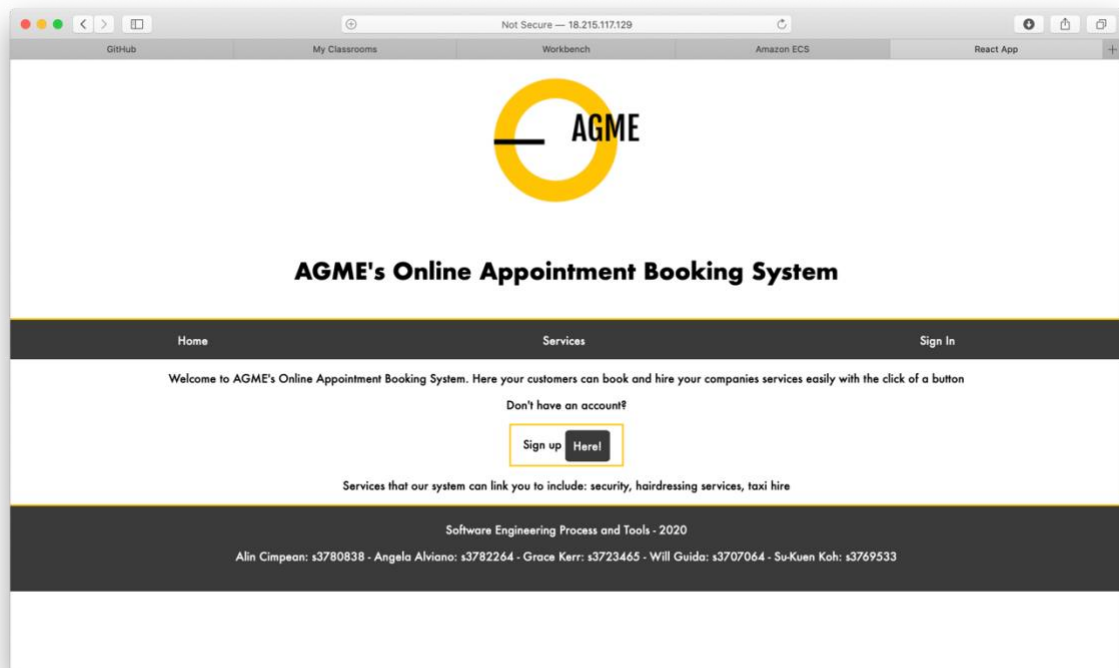 Not Secure — 18.215.117.129
GitHub My Classrooms Workbench Amazon ECS React App
AGME
AGME's Online Appointment Booking System
Home Services Sign In
Welcome to AGME's Online Appointment Booking System. Here your customers can book and hire your companies services easily with the click of a button
Don't have an account?
Sign up Here!
Services that our system can link you to include: security, hairdressing services, taxi hire
Software Engineering Process and Tools - 2020
Alin Cimpean: s3780838 - Angela Alviano: s3782264 - Grace Kerr: s3723465 - Will Guida: s3707064 - Su-Kuen Koh: s3769533